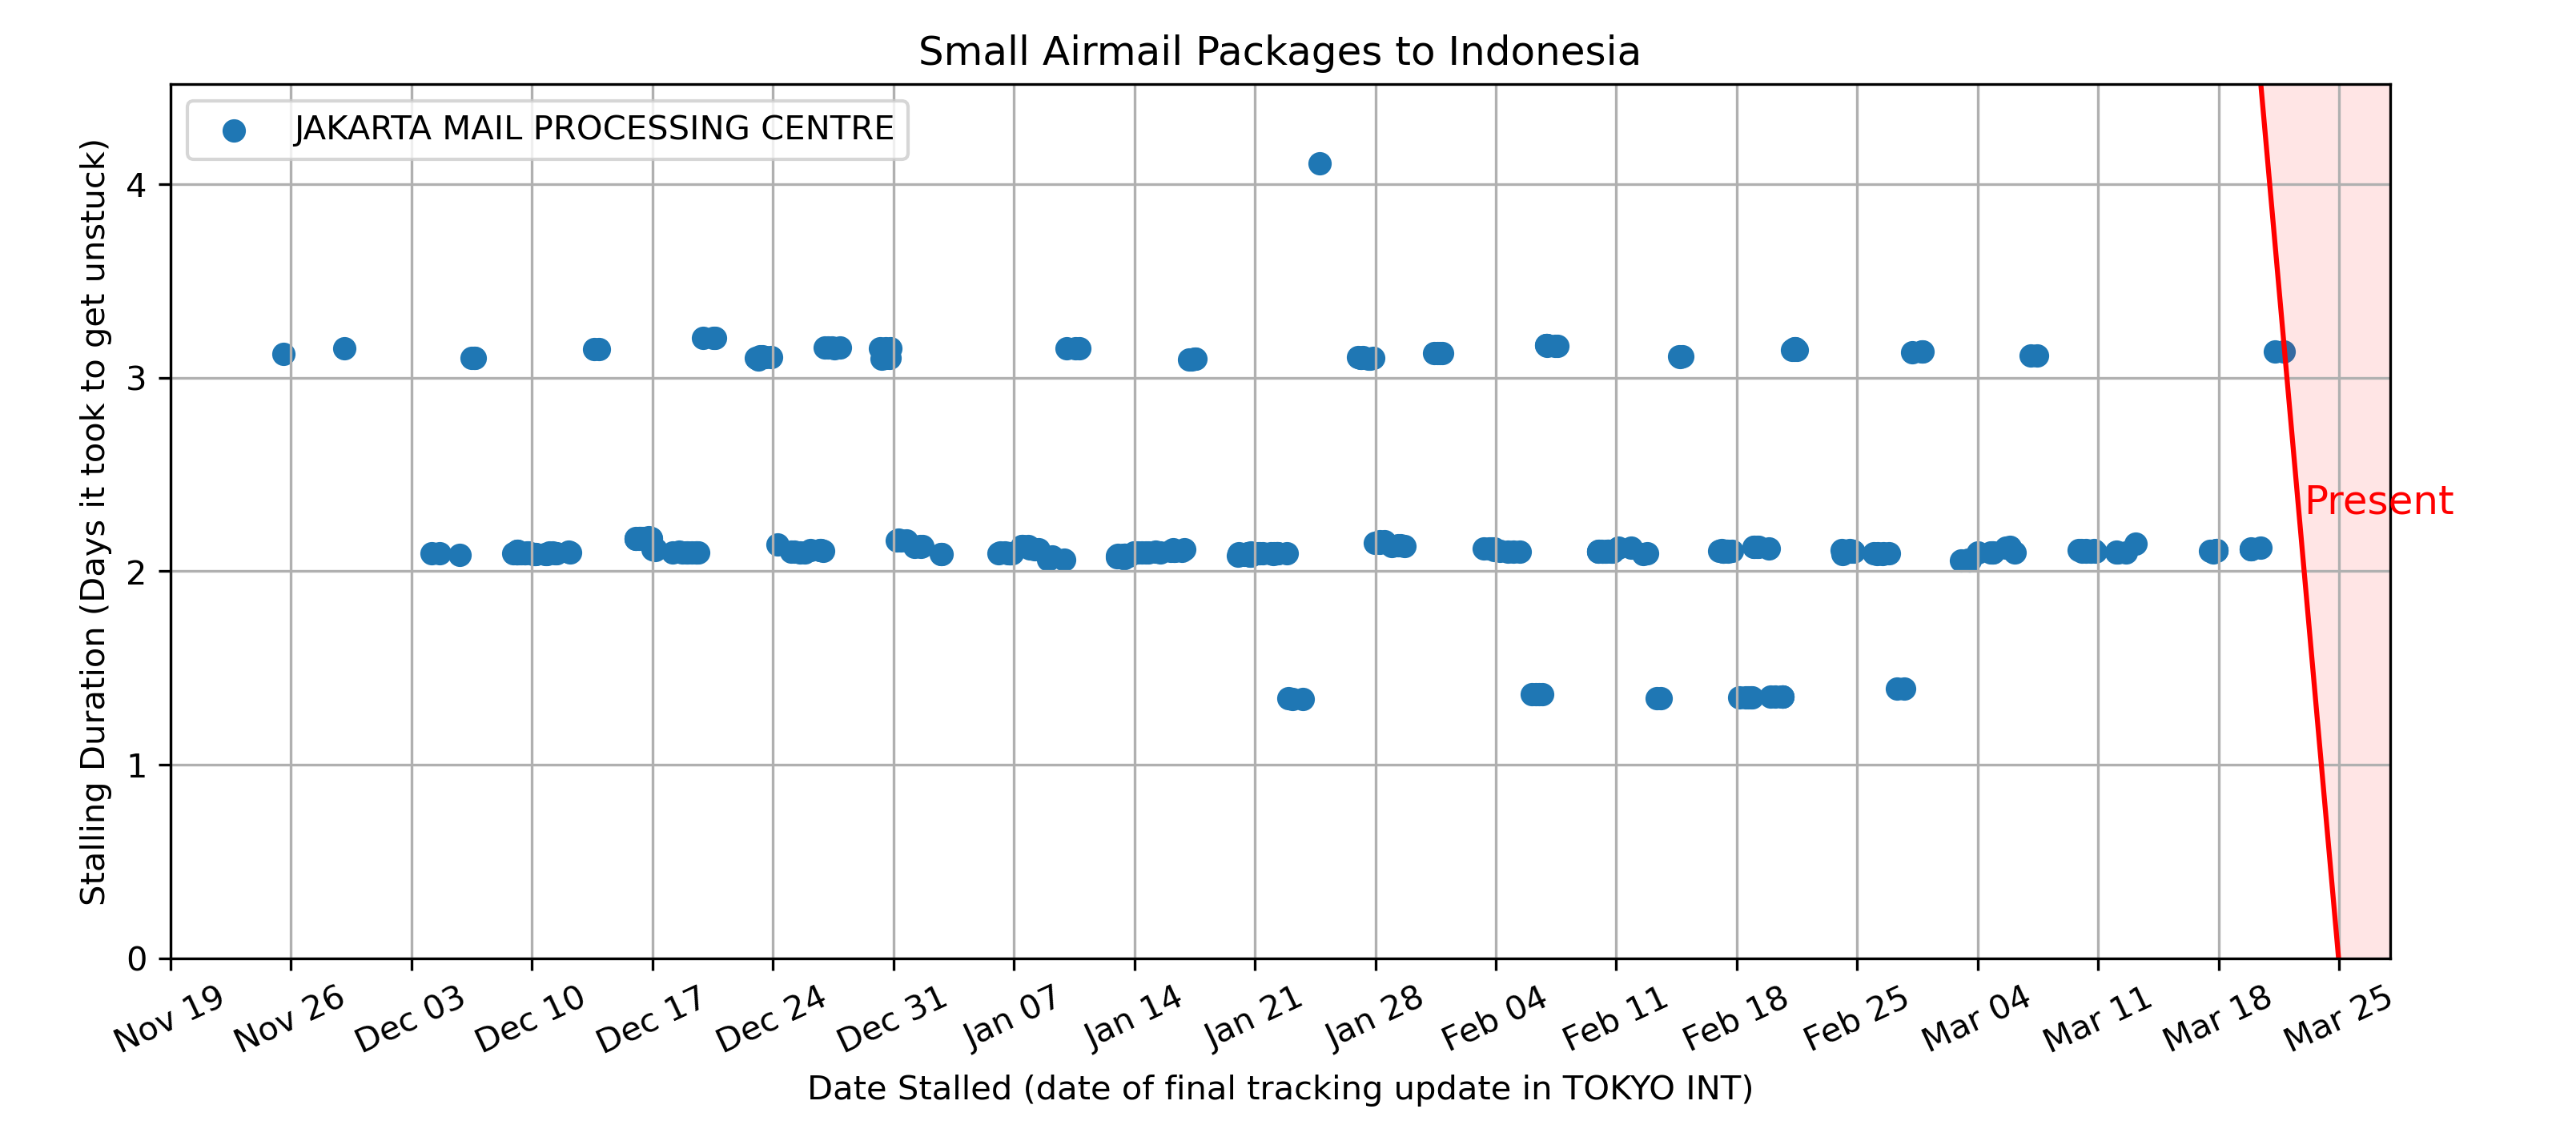 Small Airmail Packages to Indonesia
JAKARTA MAIL PROCESSING CENTRE
Stalling Duration (Days it took to get unstuck)
4
3
2
1
0
Present
Nov 19
Nov 26
Dec 03
Dec 10
Dec 17
Dec 24
Dec 31
Jan 07
Jan 14
Jan 21
Jan 28
Feb 04
Feb 11
Feb 18
Feb 25
Mar 04
Mar 11
Mar 18
Mar 25
Date Stalled (date of final tracking update in TOKYO INT)